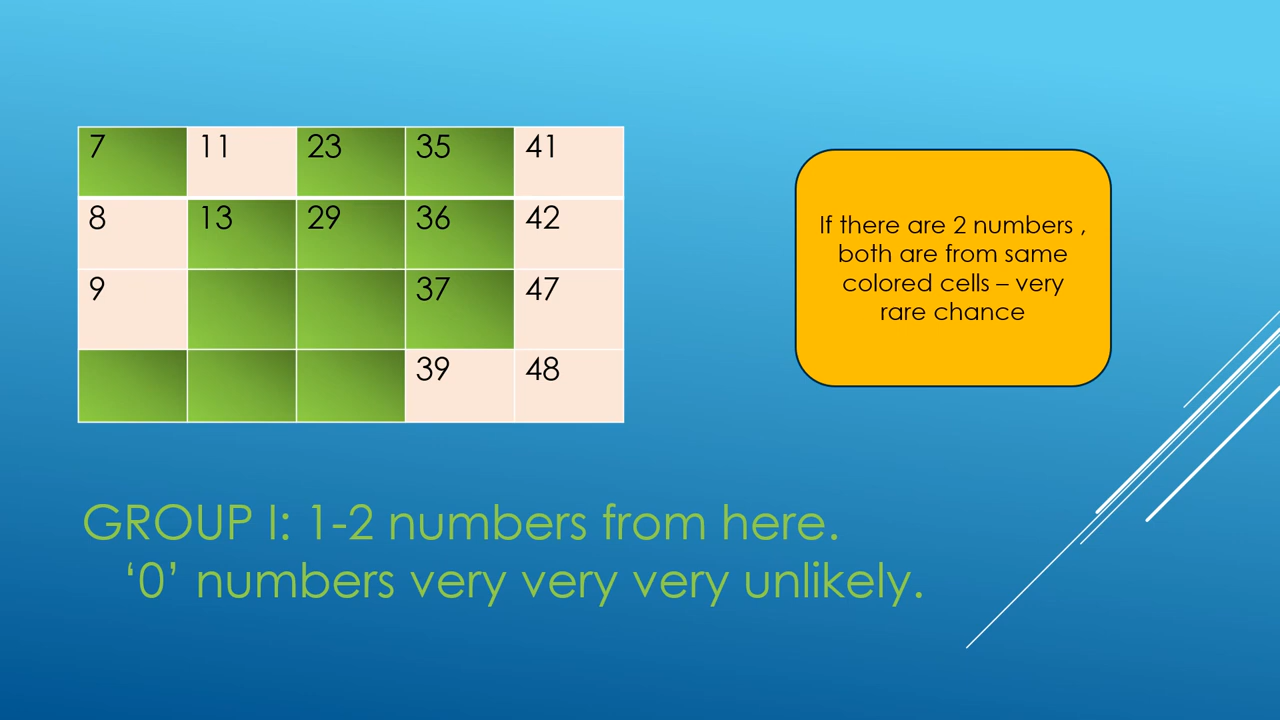 7 11 23 35 41
8 13 29 36 42
9 37 47
39 48
If there are 2 numbers ,
both are from same
colored cells – very
rare chance
GROUP I: 1-2 numbers from here.
‘0’ numbers very very very unlikely.